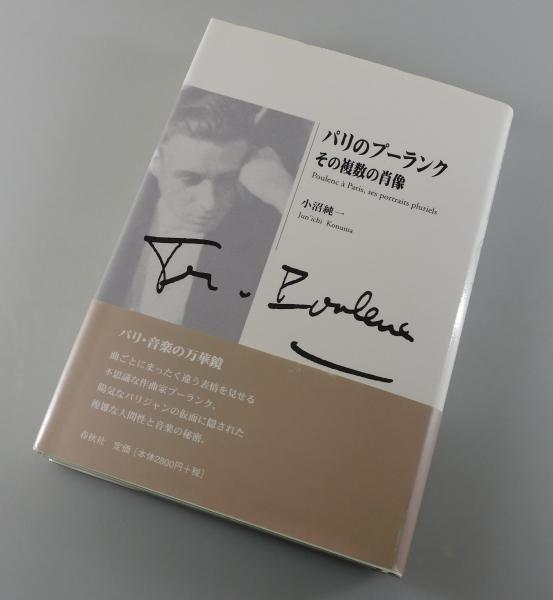 パリのプーランク
その複数の肖像
Poulenc à Paris, ses portraits pluriels
小沼純一
Jun'ichi Konuma
Fr. Poulenc
パリ・音楽の万華鏡
曲ごとにまったく違う表情を見せる
不思議な作曲家プーランク。
陽気なパリジャンの仮面に隠された
複雑な人間性と音楽の秘密。
春秋社 定価[本体2800円+税]